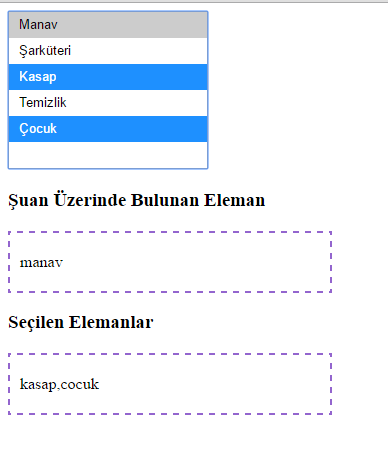 Manav
Şarküteri
Kasap
Temizlik
Çocuk
Şuan Üzerinde Bulunan Eleman
manav
Seçilen Elemanlar
kasap,cocuk